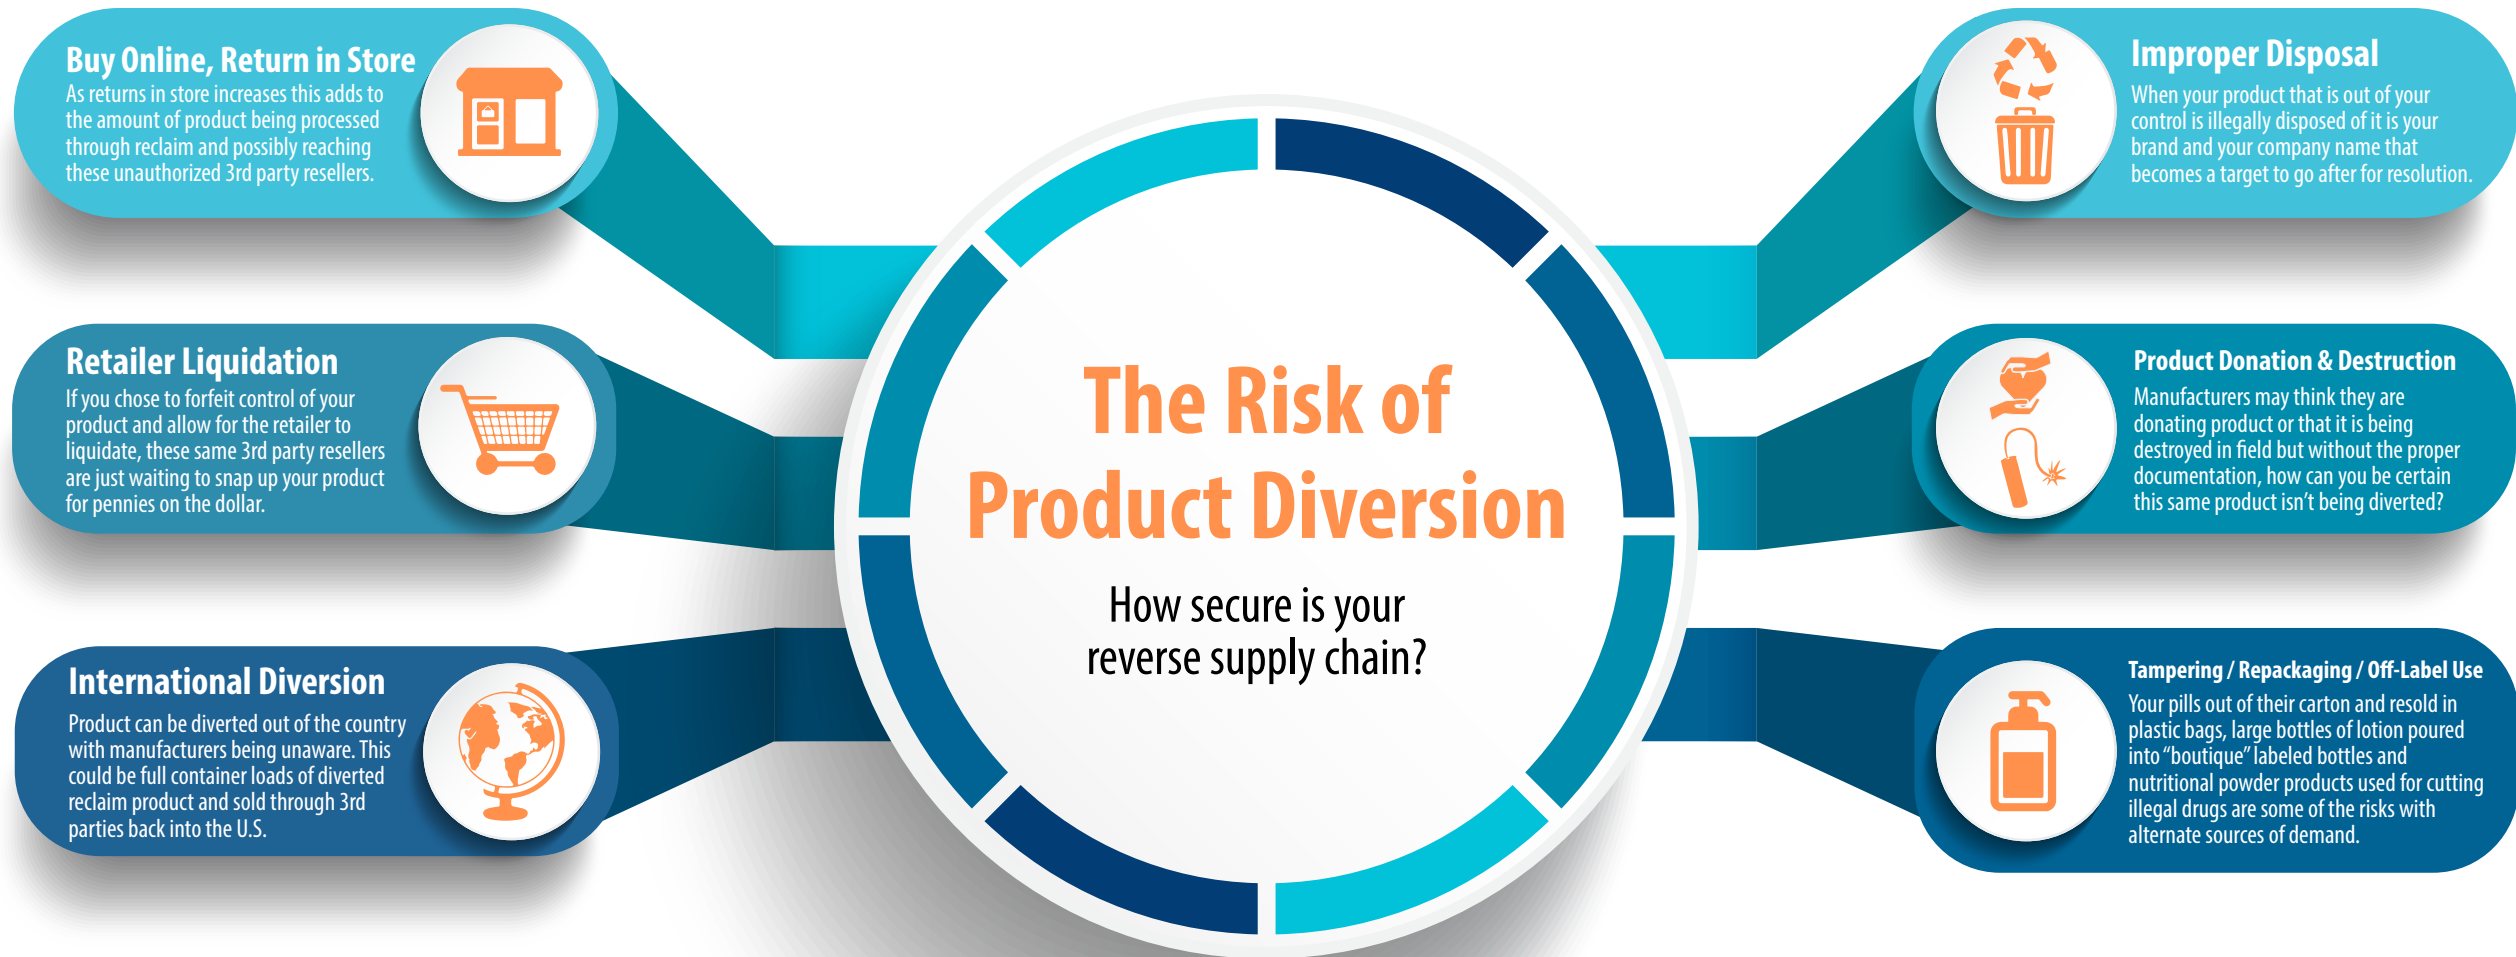 Buy Online, Return in Store
As returns in store increases this adds to
the amount of product being processed
through reclaim and possibly reaching
these unauthorized 3rd party resellers.
Retailer Liquidation
If you chose to forfeit control of your
product and allow for the retailer to
liquidate, these same 3rd party resellers
are just waiting to snap up your product
for pennies on the dollar.
International Diversion
Product can be diverted out of the country
with manufacturers being unaware. This
could be full container loads of diverted
reclaim product and sold through 3rd
parties back into the U.S.
The Risk of
Product Diversion
How secure is your
reverse supply chain?
Improper Disposal
When your product that is out of your
control is illegally disposed of it is your
brand and your company name that
becomes a target to go after for resolution.
Product Donation & Destruction
Manufacturers may think they are
donating product or that it is being
destroyed in field but without the proper
documentation, how can you be certain
this same product isn't being diverted?
Tampering / Repackaging / Off-Label Use
Your pills out of their carton and resold in
plastic bags, large bottles of lotion poured
into “boutique” labeled bottles and
nutritional powder products used for cutting
illegal drugs are some of the risks with
alternate sources of demand.